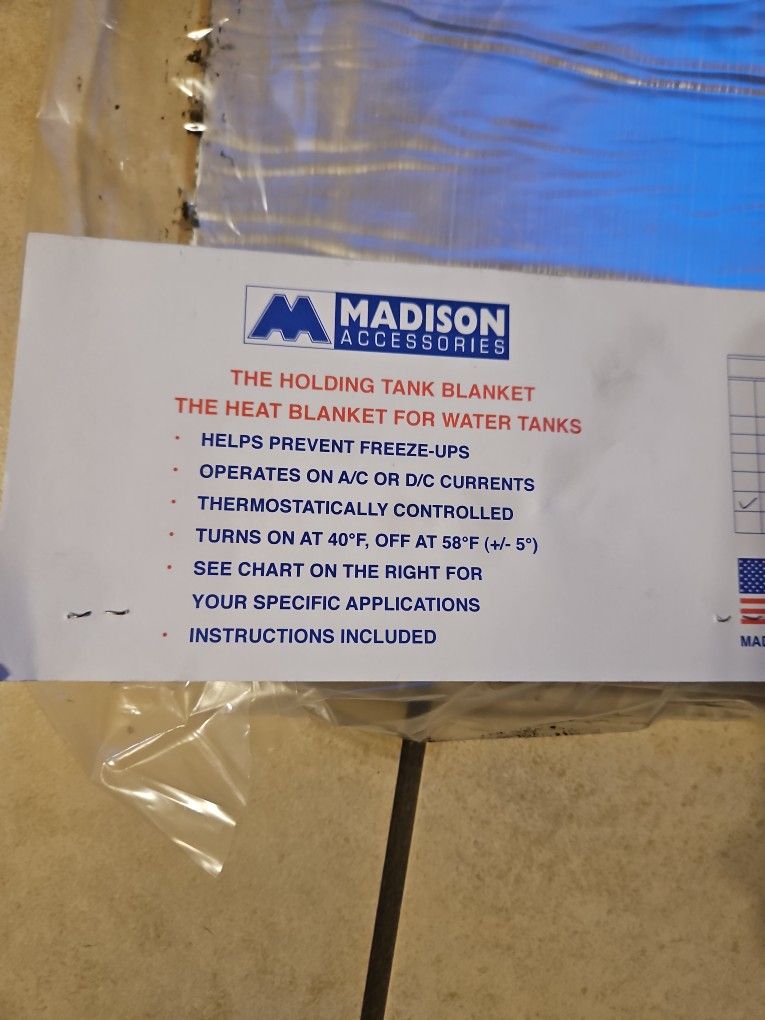 MADISON
ACCESSORIES
THE HOLDING TANK BLANKET
THE HEAT BLANKET FOR WATER TANKS
· HELPS PREVENT FREEZE-UPS
· OPERATES ON A/C OR D/C CURRENTS
· THERMOSTATICALLY CONTROLLED
· TURNS ON AT 40°F, OFF AT 58°F (+/- 5°)
· SEE CHART ON THE RIGHT FOR
YOUR SPECIFIC APPLICATIONS
· INSTRUCTIONS INCLUDED